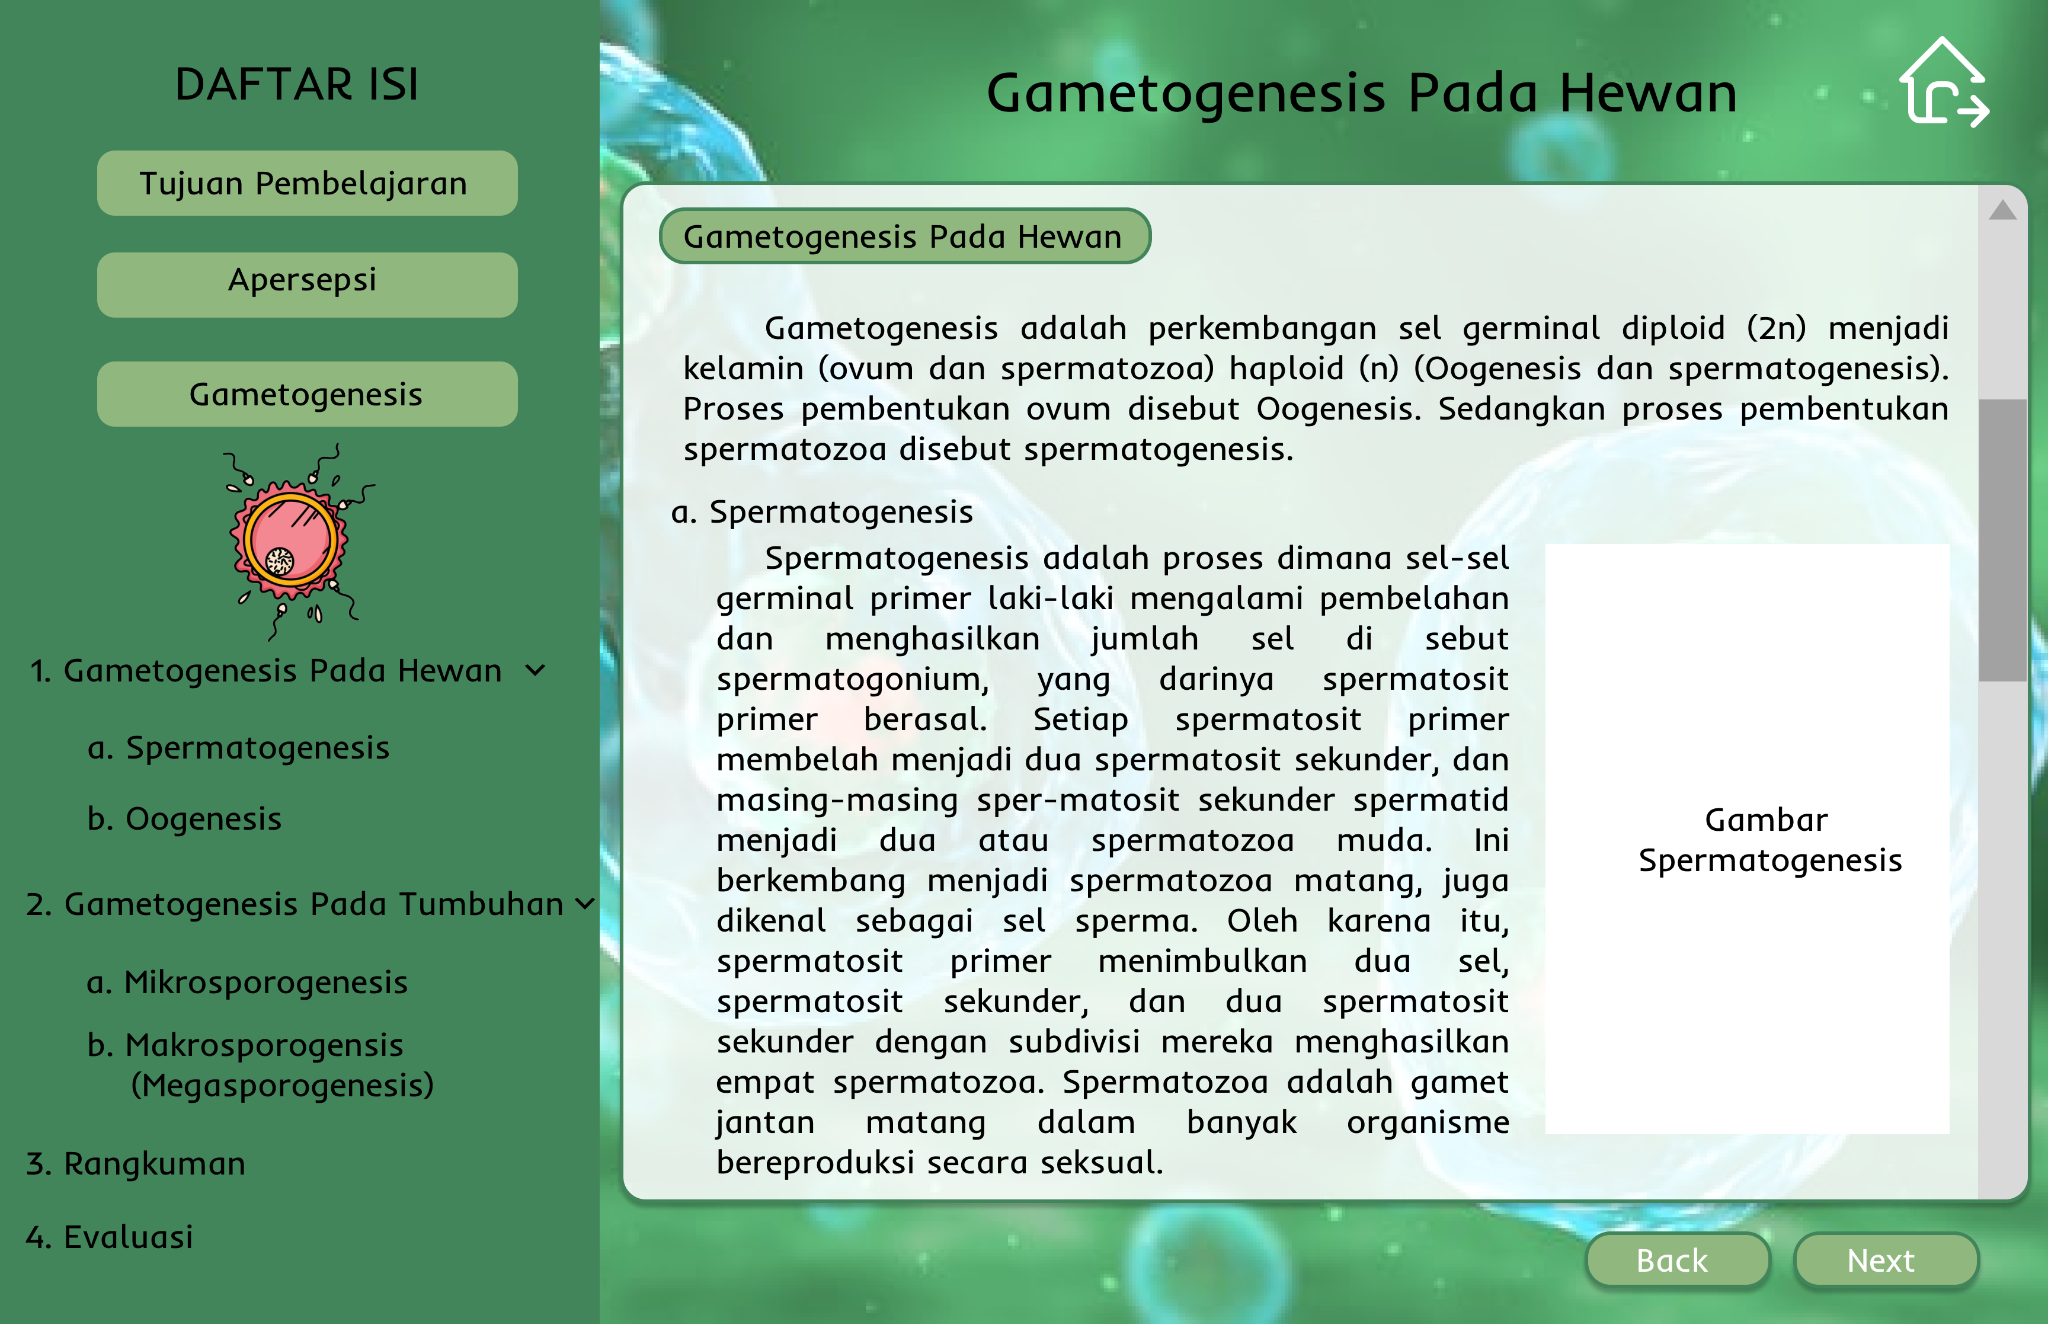 DAFTAR ISI
Tujuan Pembelajaran
Apersepsi
Gametogenesis
1. Gametogenesis Pada Hewan
a. Spermatogenesis
b. Oogenesis
2. Gametogenesis Pada Tumbuhan
a. Mikrosporogenesis
b. Makrosporogensis
(Megasporogenesis)
3. Rangkuman
4. Evaluasi
Gametogenesis Pada Hewan
Gametogenesis Pada Hewan
Gametogenesis adalah perkembangan sel germinal diploid (2n) menjadi
kelamin (ovum dan spermatozoa) haploid (n) (Oogenesis dan spermatogenesis).
Proses pembentukan ovum disebut Oogenesis. Sedangkan proses pembentukan
spermatozoa disebut spermatogenesis.
a. Spermatogenesis
Spermatogenesis adalah proses dimana sel-sel
germinal primer laki-laki mengalami pembelahan
dan menghasilkan jumlah sel di sebut
spermatogonium, yang darinya spermatosit
primer berasal. Setiap spermatosit primer
membelah menjadi dua spermatosit sekunder, dan
masing-masing sper-matosit sekunder spermatid
menjadi dua atau spermatozoa muda. Ini
berkembang menjadi spermatozoa matang, juga
dikenal sebagai sel sperma. Oleh karena itu,
spermatosit primer menimbulkan dua sel,
spermatosit sekunder, dan dua spermatosit
sekunder dengan subdivisi mereka menghasilkan
empat spermatozoa. Spermatozoa adalah gamet
jantan matang dalam banyak organisme
bereproduksi secara seksual.
Gambar
Spermatogenesis
Back
Next